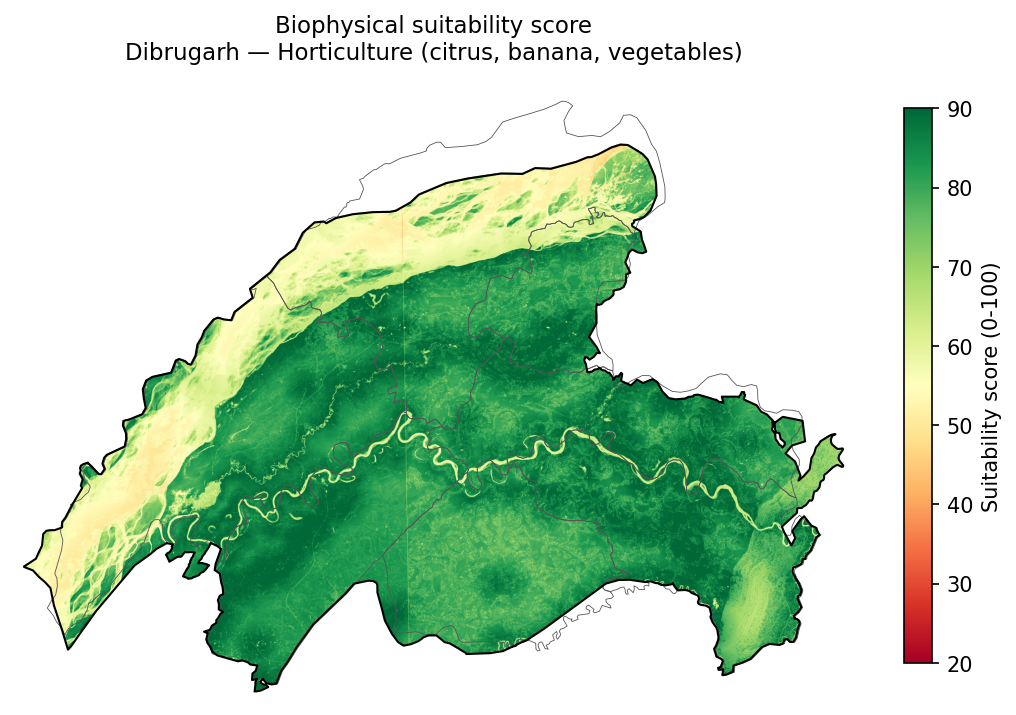 Biophysical suitability score
Dibrugarh — Horticulture (citrus, banana, vegetables)
90
80
70
60
50
40
30
20
Suitability score (0-100)